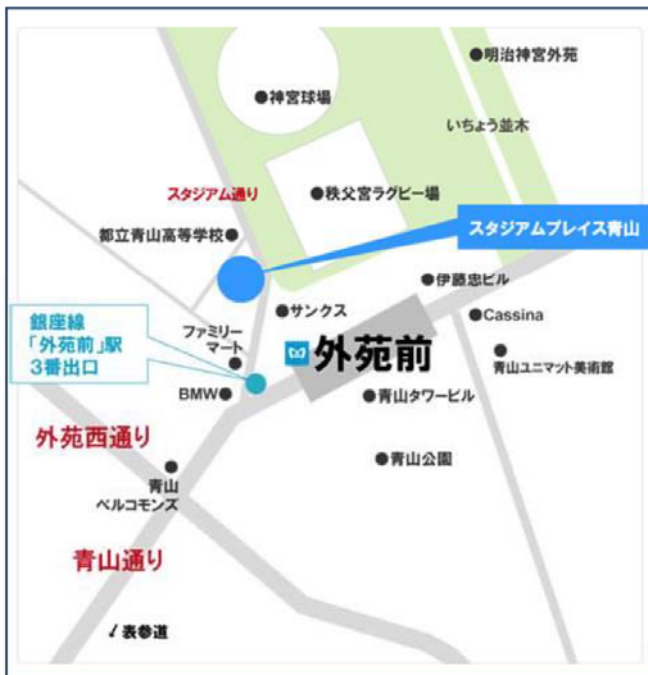 ●明治神宮外苑
●神宮球場
いちょう並木
スタジアム通り
●秩父宮ラグビー場
都立青山高等学校●
スタジアムプレイス青山
●伊藤忠ビル
●サンクス
●Cassina
銀座線
「外苑前」駅
3番出口
ファミリー
マート
外苑前
青山ユニマット美術館
BMW●
●青山タワービル
外苑西通り
●青山公園
青山
ベルコモンズ
青山通り
表参道